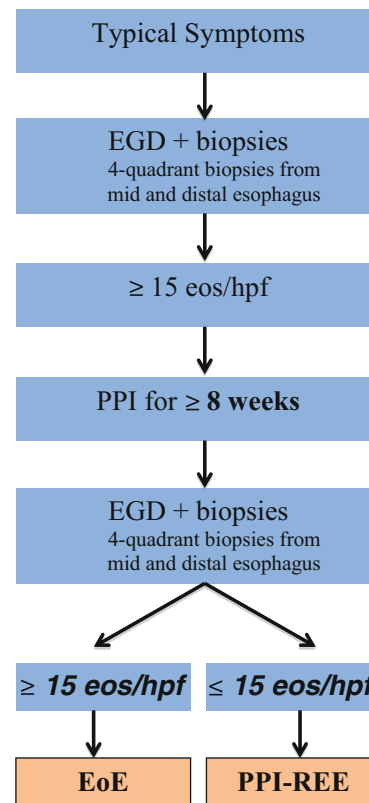 Typical Symptoms
EGD + biopsies
4-quadrant biopsies from
mid and distal esophagus
≥ 15 eos/hpf
PPI for ≥ 8 weeks
EGD + biopsies
4-quadrant biopsies from
mid and distal esophagus
≥ 15 eos/hpf
≤ 15 eos/hpf
EoE
PPI-REE